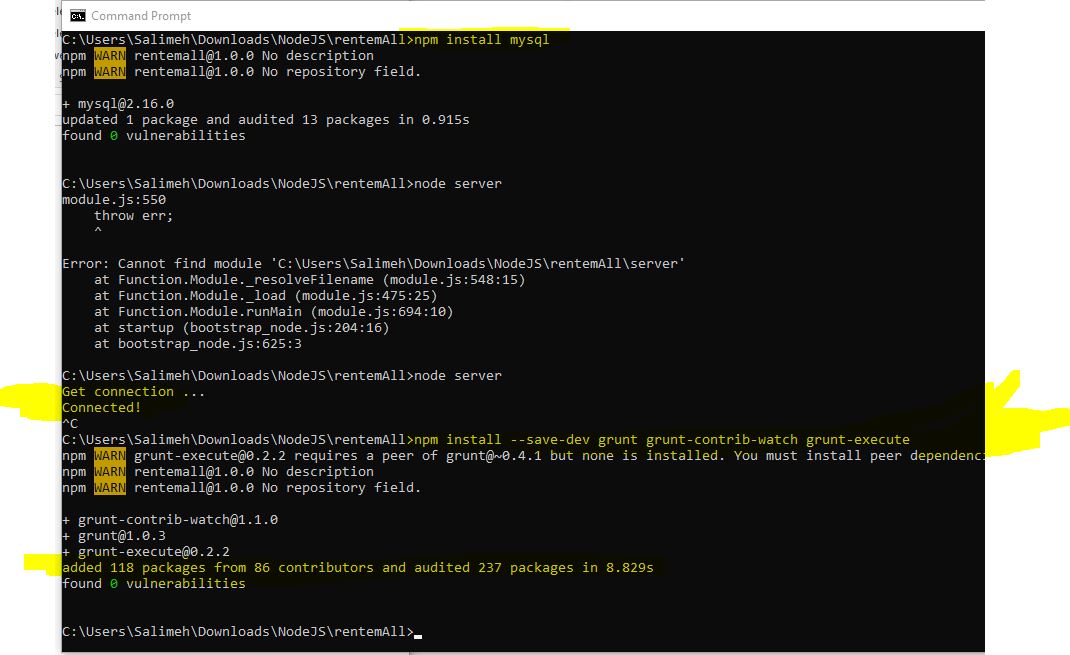 Command Prompt
C:\Users\Salimeh\Downloads\NodeJS\rentemAll>npm install mysql
npm WARN rentemall@1.0.0 No description
npm WARN rentemall@1.0.0 No repository field.
+ mysql@2.16.0
updated 1 package and audited 13 packages in 0.915s
found 0 vulnerabilities
C:\Users\Salimeh\Downloads\NodeJS\rentemAll>node server
module.js:550
    throw err;
    ^
Error: Cannot find module 'C:\Users\Salimeh\Downloads\NodeJS\rentemAll\server'
    at Function.Module._resolveFilename (module.js:548:15)
    at Function.Module._load (module.js:475:25)
    at Function.Module.runMain (module.js:694:10)
    at startup (bootstrap_node.js:204:16)
    at bootstrap_node.js:625:3
C:\Users\Salimeh\Downloads\NodeJS\rentemAll>node server
Get connection ...
Connected!
^C
C:\Users\Salimeh\Downloads\NodeJS\rentemAll>npm install --save-dev grunt grunt-contrib-watch grunt-execute
npm WARN grunt-execute@0.2.2 requires a peer of grunt@~0.4.1 but none is installed. You must install peer dependenci
npm WARN rentemall@1.0.0 No description
npm WARN rentemall@1.0.0 No repository field.
+ grunt-contrib-watch@1.1.0
+ grunt@1.0.3
+ grunt-execute@0.2.2
added 118 packages from 86 contributors and audited 237 packages in 8.829s
found 0 vulnerabilities
C:\Users\Salimeh\Downloads\NodeJS\rentemAll>